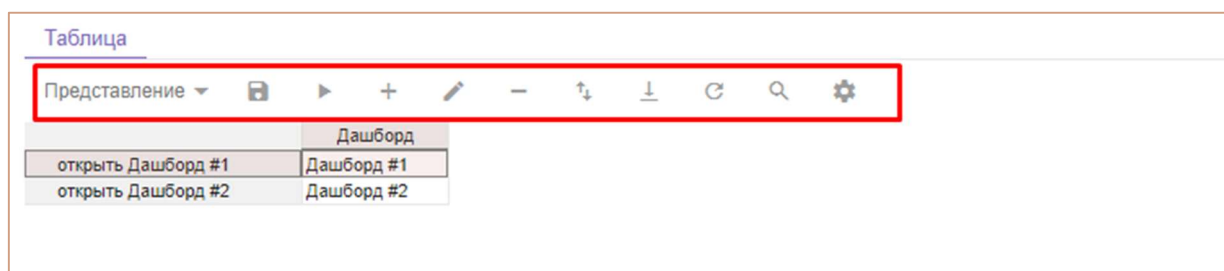 Таблица
Представление
Дашборд
открыть Дашборд #1 Дашборд #1
открыть Дашборд #2 Дашборд #2